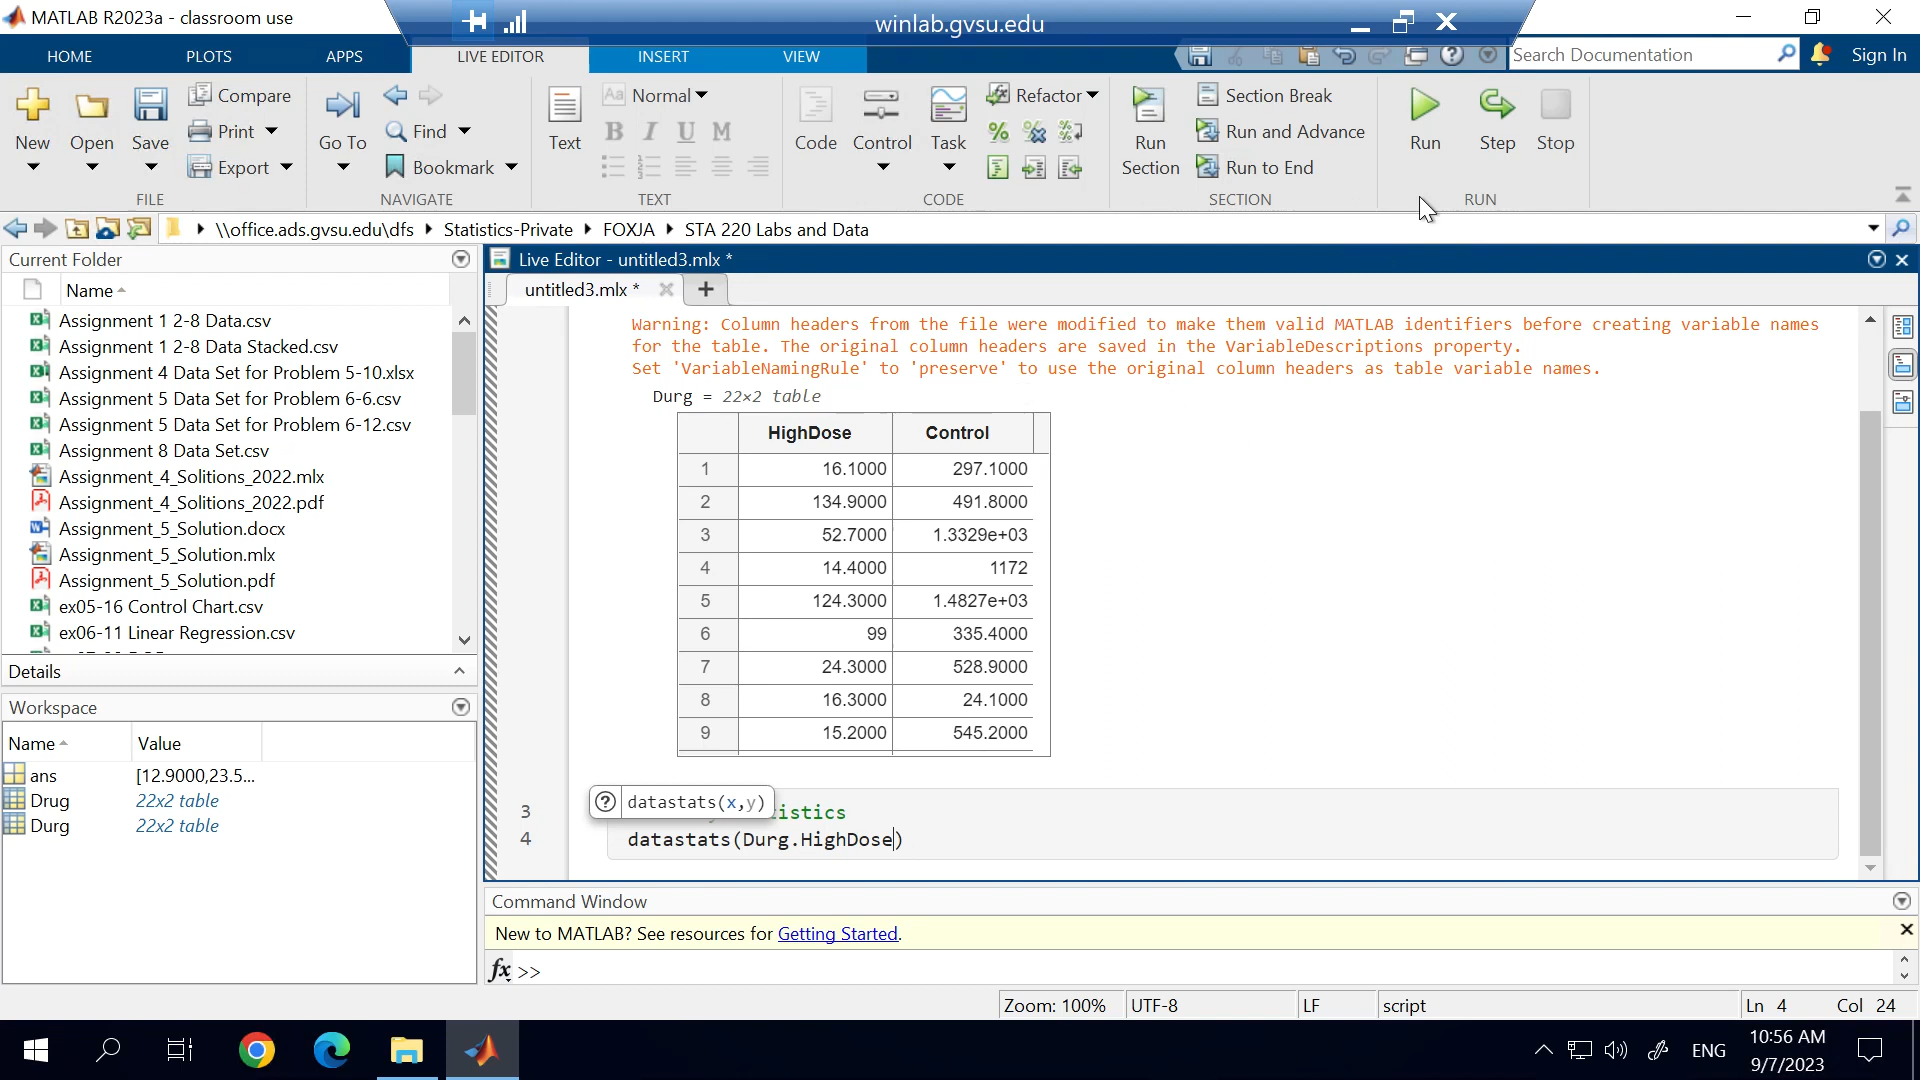 MATLAB R2023a - classroom use
winlab.gvsu.edu
HOME PLOTS APPS LIVE EDITOR INSERT VIEW
Search Documentation
Sign In
New
Open
Save
Compare
Print
Export
FILE
Go To
Find
Bookmark
NAVIGATE
Text
Aa Normal
B I U M
TEXT
Code
Control
Task
Refactor
CODE
Run
Section
Section Break
Run and Advance
Run to End
SECTION
Run
Step
Stop
RUN
\\office.ads.gvsu.edu\dfs Statistics-Private FOXJA STA 220 Labs and Data
Current Folder
Name
Assignment 1 2-8 Data.csv
Assignment 1 2-8 Data Stacked.csv
Assignment 4 Data Set for Problem 5-10.xlsx
Assignment 5 Data Set for Problem 6-6.csv
Assignment 5 Data Set for Problem 6-12.csv
Assignment 8 Data Set.csv
Assignment_4_Solitions_2022.mlx
Assignment_4_Solitions_2022.pdf
Assignment_5_Solution.docx
Assignment_5_Solution.mlx
Assignment_5_Solution.pdf
ex05-16 Control Chart.csv
ex06-11 Linear Regression.csv
Details
Workspace
Name Value
ans [12.9000,23.5...
Drug 22x2 table
Durg 22x2 table
Live Editor - untitled3.mlx *
untitled3.mlx *
Warning: Column headers from the file were modified to make them valid MATLAB identifiers before creating variable names
for the table. The original column headers are saved in the VariableDescriptions property.
Set 'VariableNamingRule' to 'preserve' to use the original column headers as table variable names.
Durg = 22×2 table
HighDose Control
1 16.1000 297.1000
2 134.9000 491.8000
3 52.7000 1.3329e+03
4 14.4000 1172
5 124.3000 1.4827e+03
6 99 335.4000
7 24.3000 528.9000
8 16.3000 24.1000
9 15.2000 545.2000
datastats(x,y)
3 tistics
4 datastats(Durg.HighDose)
Command Window
New to MATLAB? See resources for Getting Started.
fx >>
Zoom: 100% UTF-8 LF script Ln 4 Col 24
ENG
10:56 AM
9/7/2023